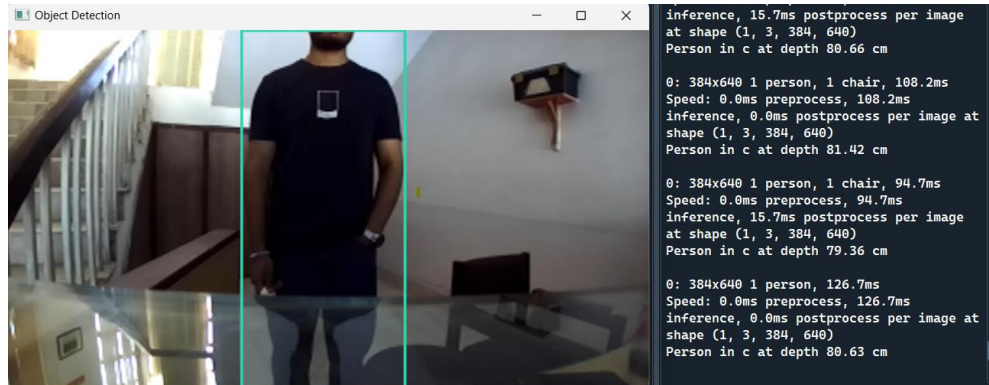 Object Detection
inference, 15.7ms postprocess per image
at shape (1, 3, 384, 640)
Person in c at depth 80.66 cm
0: 384x640 1 person, 1 chair, 108.2ms
Speed: 0.0ms preprocess, 108.2ms
inference, 0.0ms postprocess per image at
shape (1, 3, 384, 640)
Person in c at depth 81.42 cm
0: 384x640 1 person, 1 chair, 94.7ms
Speed: 0.0ms preprocess, 94.7ms
inference, 15.7ms postprocess per image
at shape (1, 3, 384, 640)
Person in c at depth 79.36 cm
0: 384x640 1 person, 126.7ms
Speed: 0.0ms preprocess, 126.7ms
inference, 0.0ms postprocess per image at
shape (1, 3, 384, 640)
Person in c at depth 80.63 cm